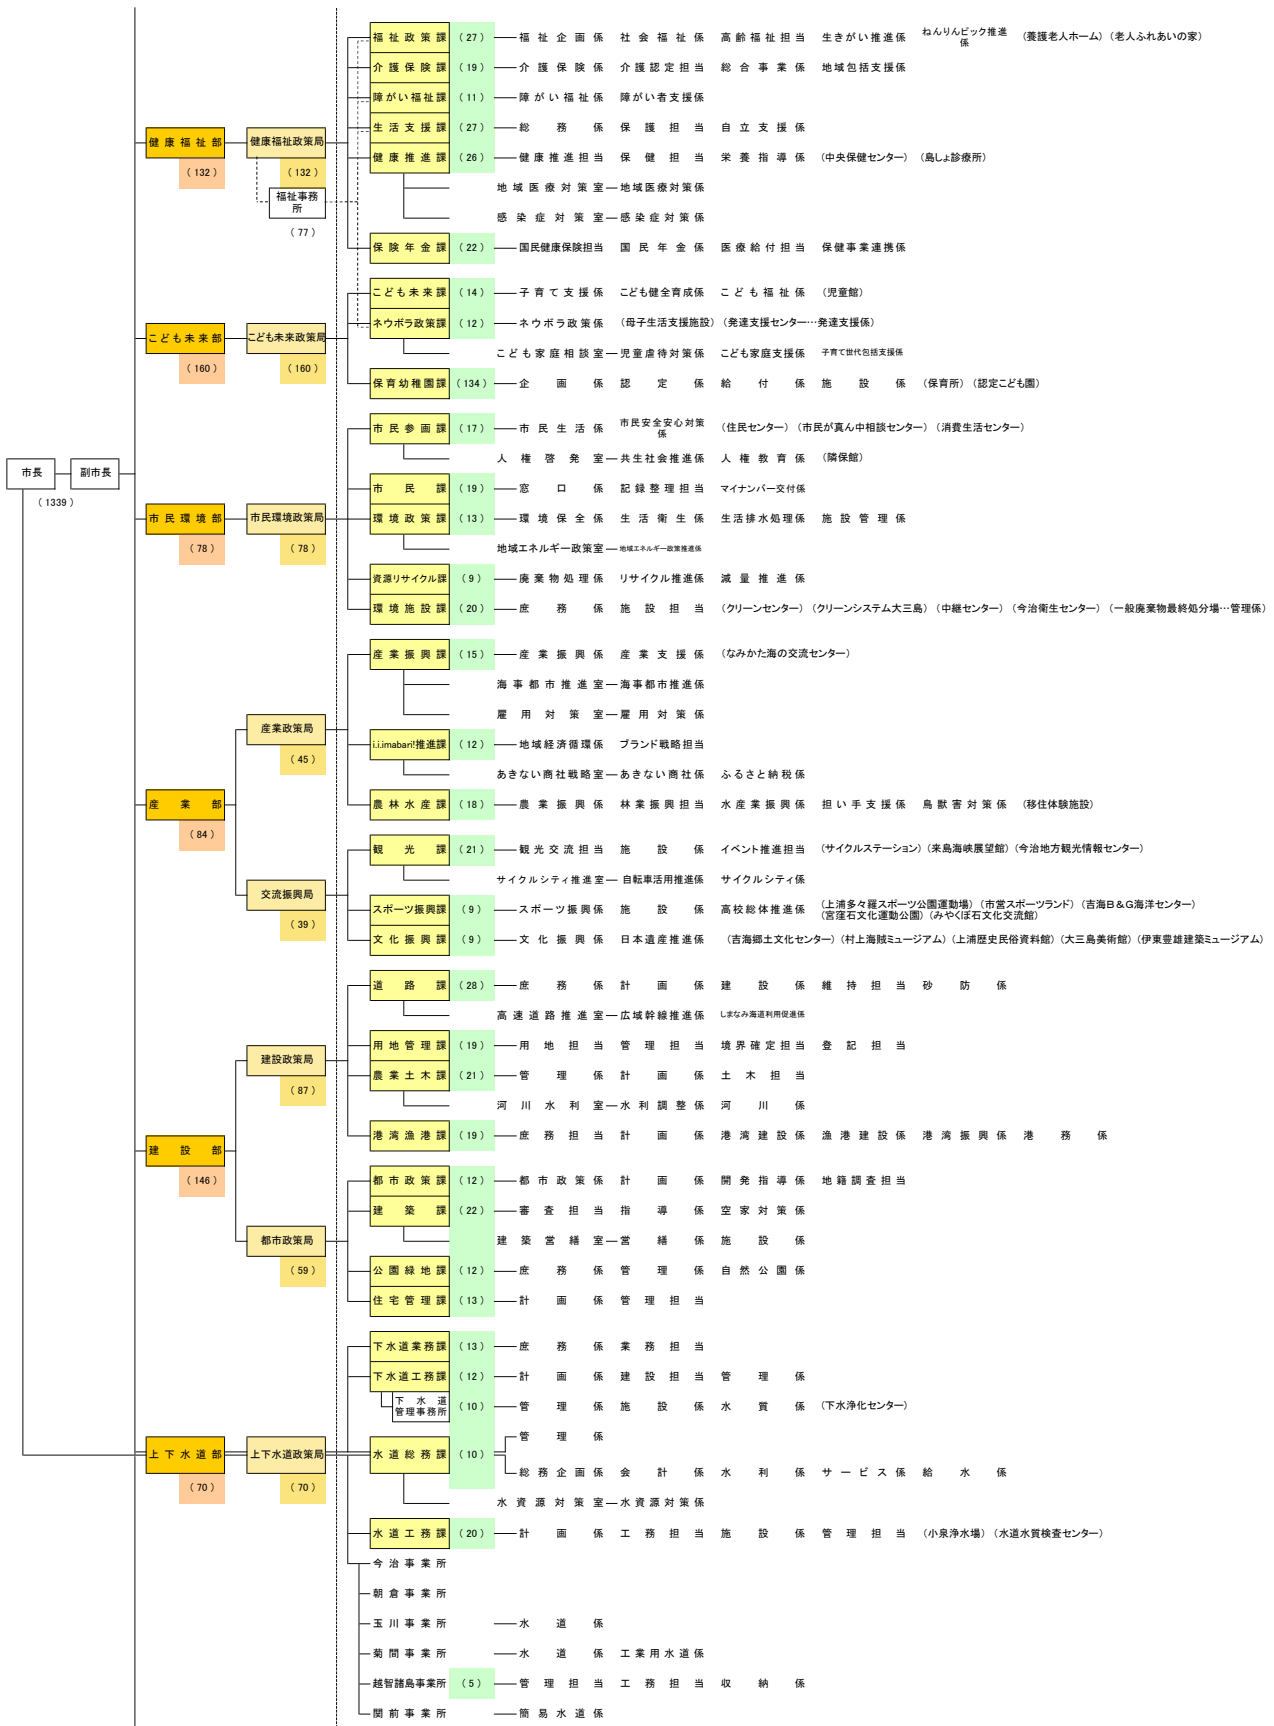 福祉政策課 (27) 福祉企画係 社会福祉係 高齢福祉担当 生きがい推進係 ねんりんピック推進係 (養護老人ホーム) (老人ふれあいの家)
介護保険課 (19) 介護保険係 介護認定担当 総合事業係 地域包括支援係
障がい福祉課 (11) 障がい福祉係 障がい者支援係
生活支援課 (27) 総務係 保護担当 自立支援係
健康福祉部 健康福祉政策局
健康推進課 (26) 健康推進担当 保健担当 栄養指導係 (中央保健センター) (島しょ診療所)
(132) (132)
地域医療対策室 地域医療対策係
福祉事務所
感染症対策室 感染症対策係
(77)
保険年金課 (22) 国民健康保険担当 国民年金係 医療給付担当 保健事業連携係
こども未来課 (14) 子育て支援係 こども健全育成係 こども福祉係 (児童館)
ネウボラ政策課 (12) ネウボラ政策係 (母子生活支援施設) (発達支援センター…発達支援係)
こども未来部 こども未来政策局
こども家庭相談室 児童虐待対策係 こども家庭支援係 子育て世代包括支援係
(160) (160)
保育幼稚園課 (134) 企画係 認定係 給付係 施設係 (保育所) (認定こども園)
市民参画課 (17) 市民生活係 市民安全安心対策係 (住民センター) (市民が真ん中相談センター) (消費生活センター)
人権啓発室 共生社会推進係 人権教育係 (隣保館)
市長 副市長
(1339)
市民課 (19) 窓口係 記録整理担当 マイナンバー交付係
市民環境部 市民環境政策局
環境政策課 (13) 環境保全係 生活衛生係 生活排水処理係 施設管理係
(78) (78)
地域エネルギー政策室 地域エネルギー政策推進係
資源リサイクル課 (9) 廃棄物処理係 リサイクル推進係 減量推進係
環境施設課 (20) 庶務係 施設担当 (クリーンセンター) (クリーンシステム大三島) (中継センター) (今治衛生センター) (一般廃棄物最終処分場…管理係)
産業振興課 (15) 産業振興係 産業支援係 (なみかた海の交流センター)
海事都市推進室 海事都市推進係
雇用対策室 雇用対策係
産業政策局
(45)
i.i.imabari!推進課 (12) 地域経済循環係 ブランド戦略担当
あきない商社戦略室 あきない商社係 ふるさと納税係
産業部
(84)
農林水産課 (18) 農業振興係 林業振興担当 水産業振興係 担い手支援係 鳥獣害対策係 (移住体験施設)
観光課 (21) 観光交流担当 施設係 イベント推進担当 (サイクルステーション) (来島海峡展望館) (今治地方観光情報センター)
サイクルシティ推進室 自転車活用推進係 サイクルシティ係
交流振興局
(39)
スポーツ振興課 (9) スポーツ振興係 施設係 高校総体推進係 (上浦多々羅スポーツ公園運動場) (市営スポーツランド) (吉海B&G海洋センター)
(宮窪石文化運動公園) (みやくぼ石文化交流館)
文化振興課 (9) 文化振興係 日本遺産推進係 (吉海郷土文化センター) (村上海賊ミュージアム) (上浦歴史民俗資料館) (大三島美術館) (伊東豊雄建築ミュージアム)
道路課 (28) 庶務係 計画係 建設係 維持担当 砂防係
高速道路推進室 広域幹線推進係 しまなみ海道利用促進係
用地管理課 (19) 用地担当 管理担当 境界確定担当 登記担当
建設政策局
(87)
農業土木課 (21) 管理係 計画係 土木担当
河川水利室 水利調整係 河川係
港湾漁港課 (19) 庶務担当 計画係 港湾建設係 漁港建設係 港湾振興係 港務係
建設部
(146)
都市政策課 (12) 都市政策係 計画係 開発指導係 地籍調査担当
建築課 (22) 審査担当 指導係 空家対策係
建築営繕室 営繕係 施設係
都市政策局
(59)
公園緑地課 (12) 庶務係 管理係 自然公園係
住宅管理課 (13) 計画係 管理担当
下水道業務課 (13) 庶務係 業務担当
下水道工務課 (12) 計画係 建設担当 管理係
下水道管理事務所 (10) 管理係 施設係 水質係 (下水浄化センター)
管理係
上下水道部 上下水道政策局 水道総務課 (10)
総務企画係 会計係 水利係 サービス係 給水係
(70) (70)
水資源対策室 水資源対策係
水道工務課 (20) 計画係 工務担当 施設係 管理担当 (小泉浄水場) (水道水質検査センター)
今治事業所
朝倉事業所
玉川事業所 水道係
菊間事業所 水道係 工業用水道係
越智諸島事業所 (5) 管理担当 工務担当 収納係
関前事業所 簡易水道係